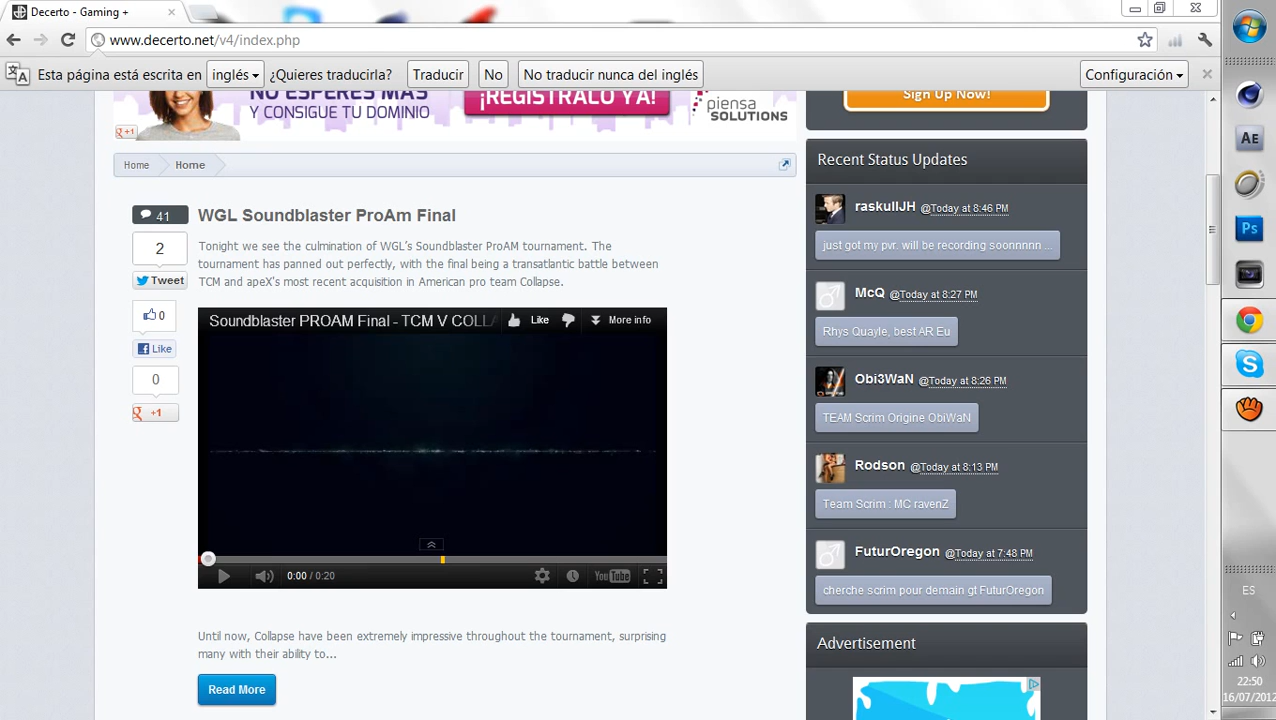 Decerto - Gaming +
www.decerto.net/v4/index.php
Esta página está escrita en inglés ¿Quieres traducirla? Traducir No No traducir nunca del inglés Configuración
NO ESPERES MÁS
Y CONSIGUE TU DOMINIO
¡REGÍSTRALO YA!
piensa
SOLUTIONS
+1
Home Home
41
WGL Soundblaster ProAm Final
2
Tweet
0
Like
0
+1
Tonight we see the culmination of WGL's Soundblaster ProAM tournament. The
tournament has panned out perfectly, with the final being a transatlantic battle between
TCM and apeX's most recent acquisition in American pro team Collapse.
Soundblaster PROAM Final - TCM V COLLA Like More info
0:00 / 0:20 YouTube
Until now, Collapse have been extremely impressive throughout the tournament, surprising
many with their ability to...
Read More
Sign Up Now!
Recent Status Updates
raskullJH @Today at 8:46 PM
just got my pvr. will be recording soonnnnn ...
McQ @Today at 8:27 PM
Rhys Quayle, best AR Eu
Obi3WaN @Today at 8:26 PM
TEAM Scrim Origine ObiWaN
Rodson @Today at 8:13 PM
Team Scrim : MC ravenZ
FuturOregon @Today at 7:48 PM
cherche scrim pour demain gt FuturOregon
Advertisement
AE
Ps
ES
22:50
16/07/2012